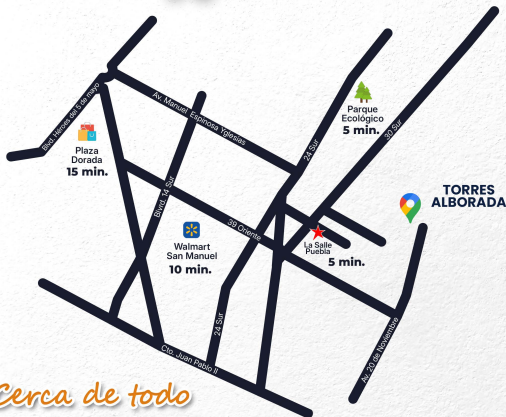 Blvd. Héroes del 5 de mayo
Av. Manuel Espinosa Yglesias
Parque
Ecológico
5 min.
24 Sur
30 Sur
Plaza
Dorada
15 min.
Blvrd. 14 Sur
TORRES
ALBORADA
39 Oriente
Walmart
San Manuel
10 min.
La Salle
Puebla
5 min.
24 Sur
Av. 20 de Noviembre
Cto. Juan Pablo II
Cerca de todo